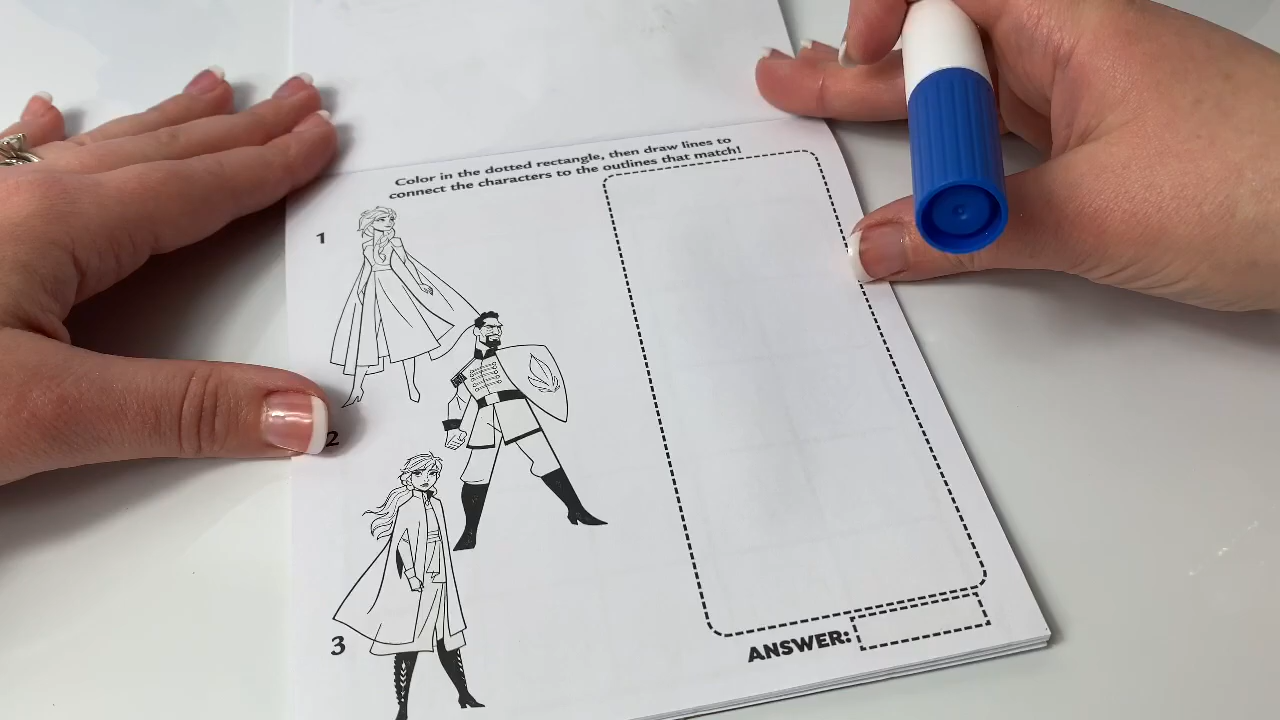 Color in the dotted rectangle, then draw lines to
connect the characters to the outlines that match!
1
2
3
ANSWER: